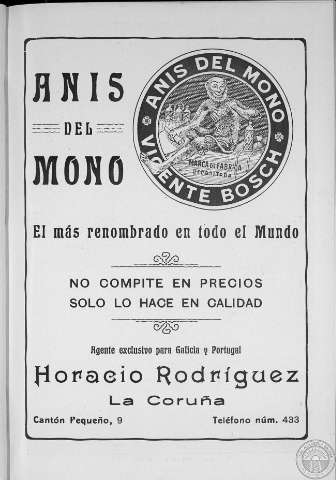 ANIS
DEL
MONO
ANIS DEL MONO
VICENTE BOSCH
MARCA DE FABRICA
El más renombrado en todo el Mundo
NO COMPITE EN PRECIOS
SOLO LO HACE EN CALIDAD
Agente exclusivo para Galicia y Portugal
Horacio Rodríguez
La Coruña
Cantón Pequeño, 9 Teléfono núm. 433